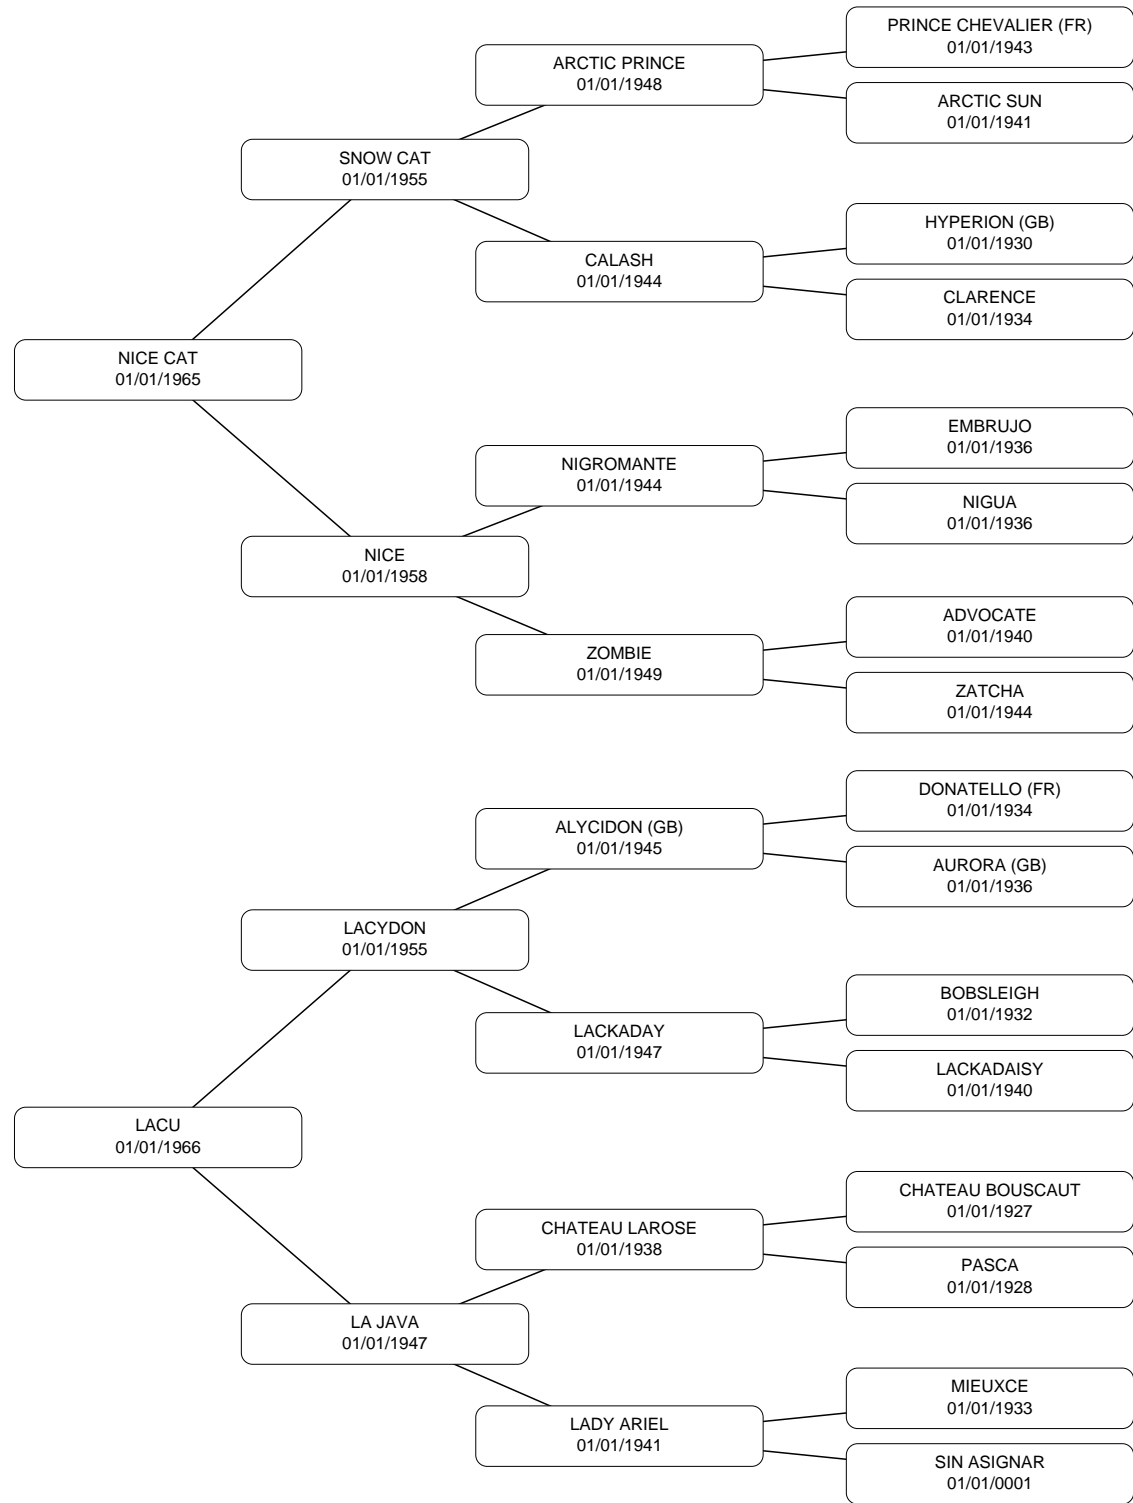 PRINCE CHEVALIER (FR)
01/01/1943
ARCTIC PRINCE
01/01/1948
ARCTIC SUN
01/01/1941
SNOW CAT
01/01/1955
HYPERION (GB)
01/01/1930
CALASH
01/01/1944
CLARENCE
01/01/1934
NICE CAT
01/01/1965
EMBRUJO
01/01/1936
NIGROMANTE
01/01/1944
NIGUA
01/01/1936
NICE
01/01/1958
ADVOCATE
01/01/1940
ZOMBIE
01/01/1949
ZATCHA
01/01/1944
DONATELLO (FR)
01/01/1934
ALYCIDON (GB)
01/01/1945
AURORA (GB)
01/01/1936
LACYDON
01/01/1955
BOBSLEIGH
01/01/1932
LACKADAY
01/01/1947
LACKADAISY
01/01/1940
LACU
01/01/1966
CHATEAU BOUSCAUT
01/01/1927
CHATEAU LAROSE
01/01/1938
PASCA
01/01/1928
LA JAVA
01/01/1947
MIEUXCE
01/01/1933
LADY ARIEL
01/01/1941
SIN ASIGNAR
01/01/0001